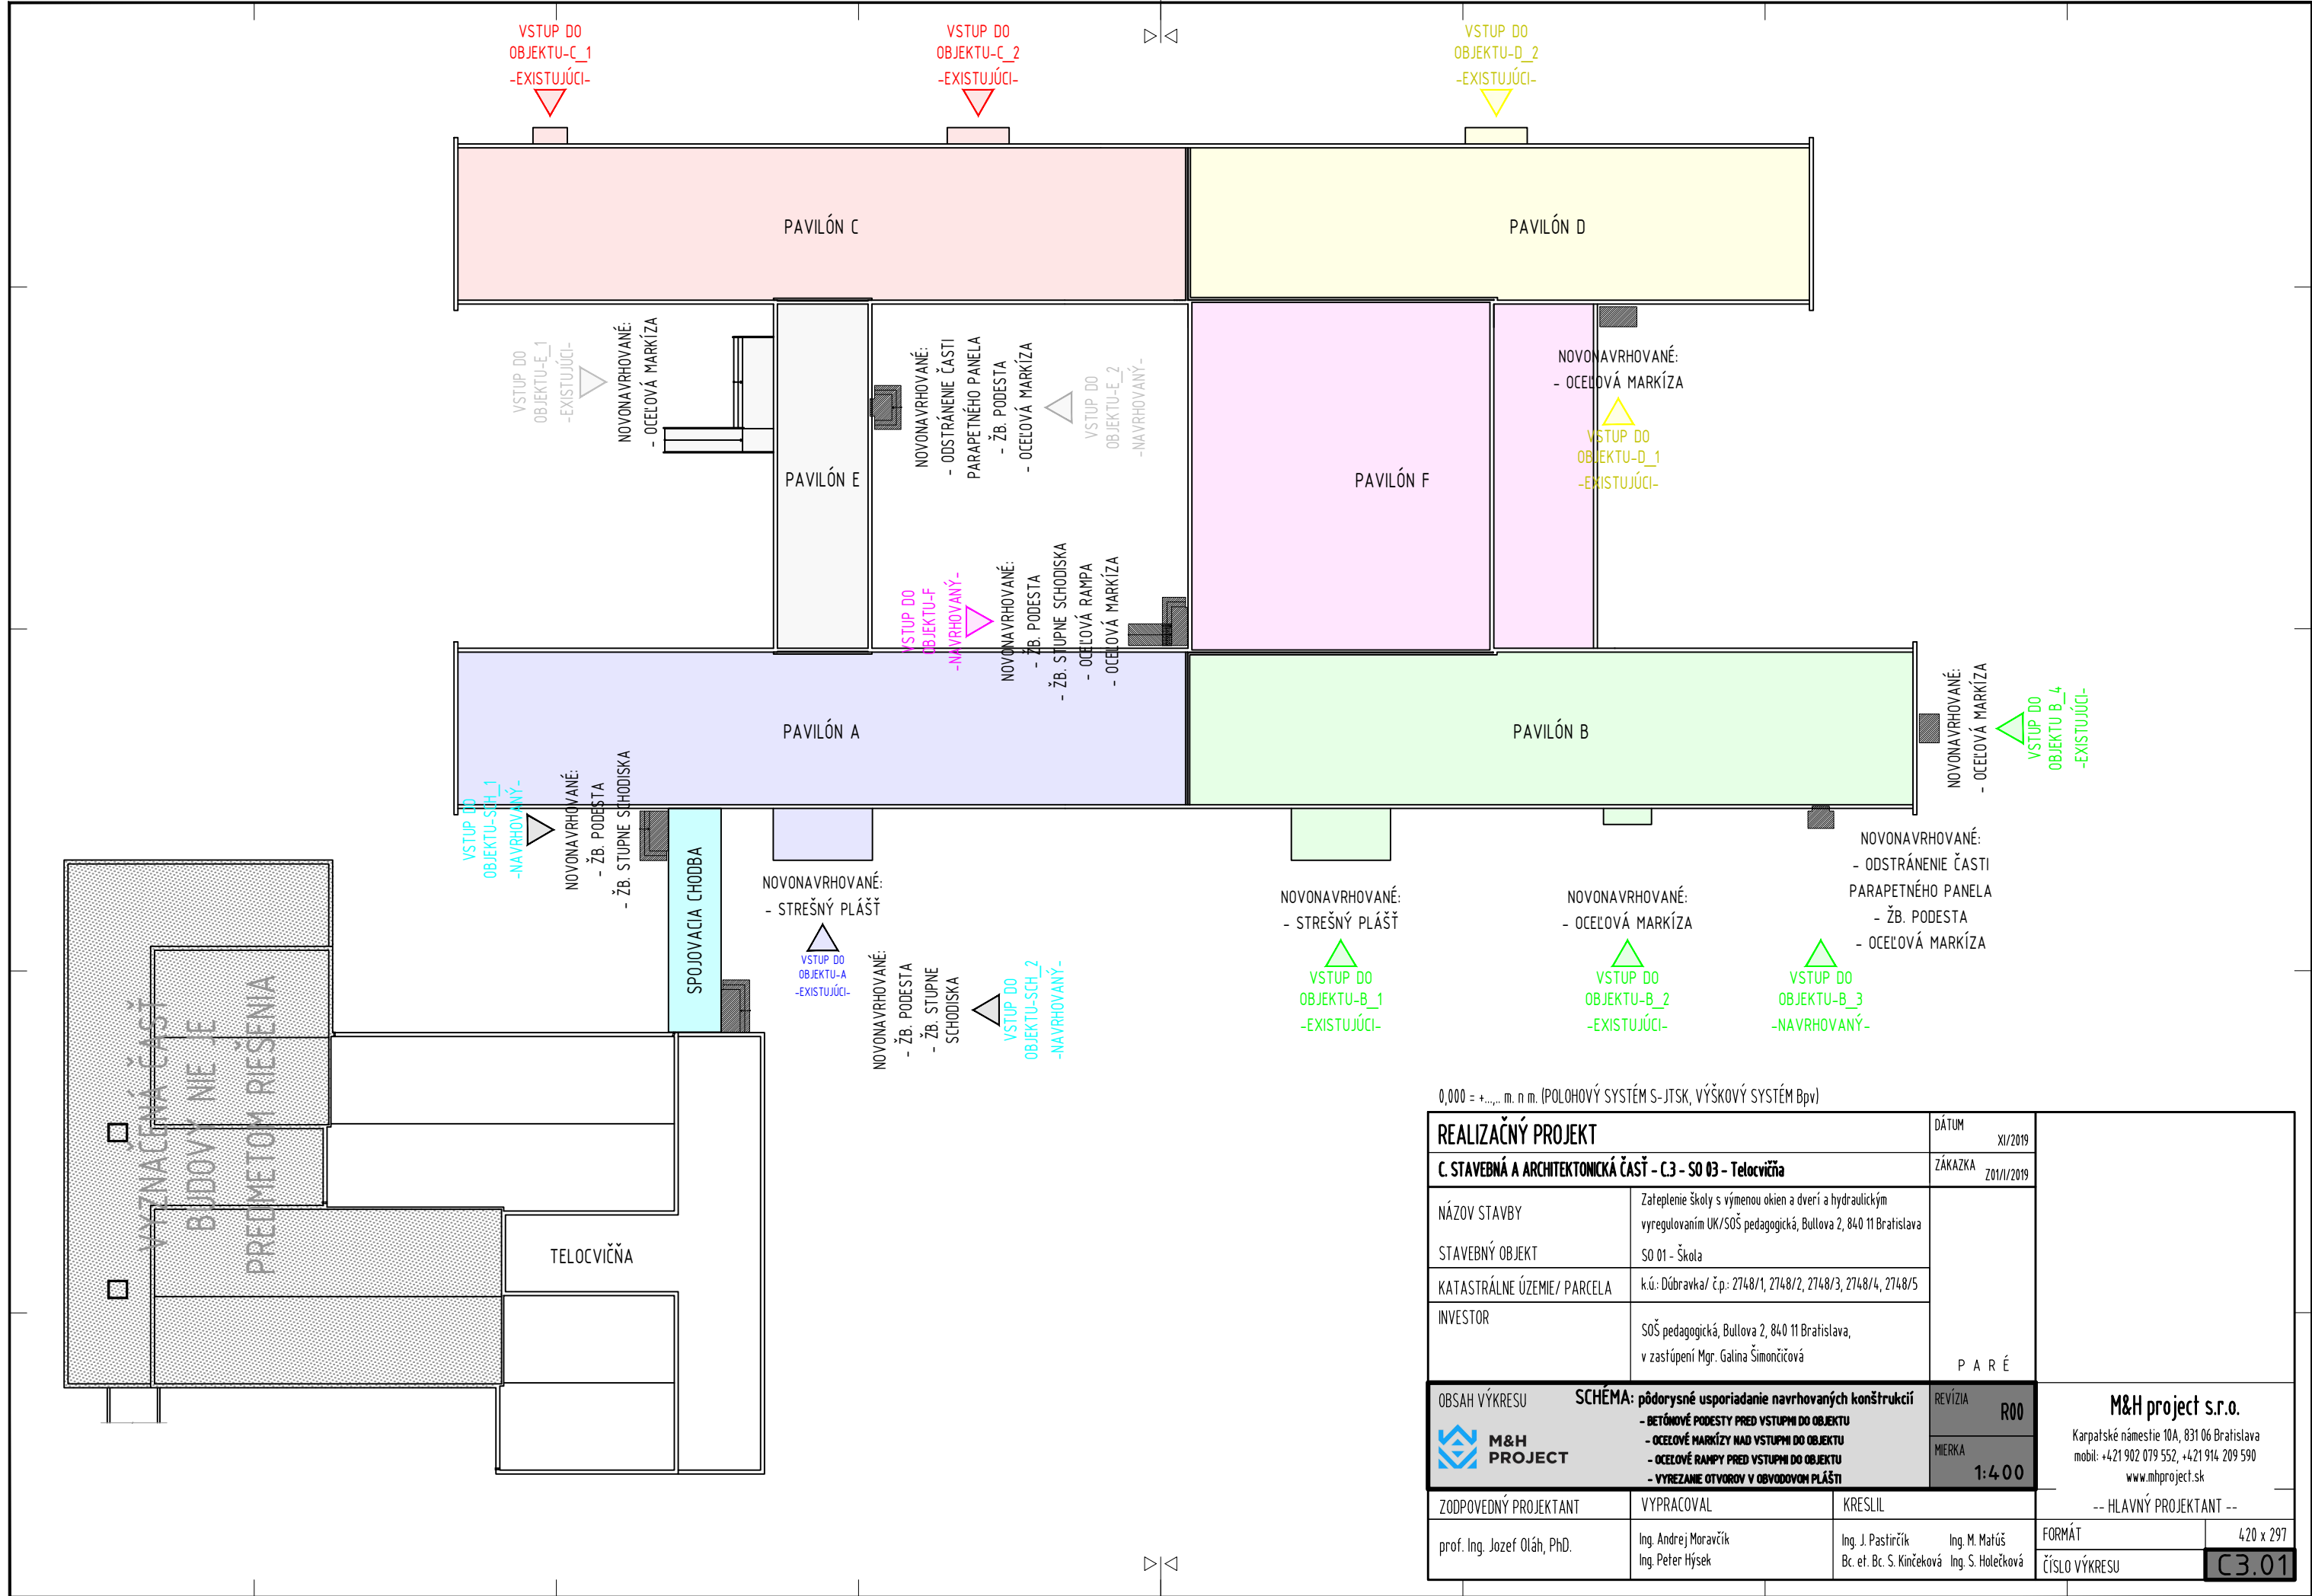 VSTUP DO
OBJEKTU-C_1
-EXISTUJÚCI-
VSTUP DO
OBJEKTU-C_2
-EXISTUJÚCI-
VSTUP DO
OBJEKTU-D_2
-EXISTUJÚCI-
PAVILÓN C
PAVILÓN D
VSTUP DO
OBJEKTU-E_1
-EXISTUJÚCI-
NOVONAVRHOVANÉ:
- OCEĽOVÁ MARKÍZA
PAVILÓN E
NOVONAVRHOVANÉ:
- ODSTRÁNENIE ČASTI
PARAPETNÉHO PANELA
- ŽB. PODESTA
- OCEĽOVÁ MARKÍZA
VSTUP DO
OBJEKTU-E_2
-NAVRHOVANÝ-
PAVILÓN F
NOVONAVRHOVANÉ:
- OCEĽOVÁ MARKÍZA
VSTUP DO
OBJEKTU-D_1
-EXISTUJÚCI-
VSTUP DO
OBJEKTU-F
-NAVRHOVANÝ-
NOVONAVRHOVANÉ:
- ŽB. PODESTA
- ŽB. STUPNE SCHODISKA
- OCEĽOVÁ RAMPA
- OCEĽOVÁ MARKÍZA
PAVILÓN A
PAVILÓN B
NOVONAVRHOVANÉ:
- OCEĽOVÁ MARKÍZA
VSTUP DO
OBJEKTU B_4
-EXISTUJÚCI-
VSTUP DO
OBJEKTU-SCH_1
-NAVRHOVANÝ-
NOVONAVRHOVANÉ:
- ŽB. PODESTA
- ŽB. STUPNE SCHODISKA
SPOJOVACIA CHODBA
NOVONAVRHOVANÉ:
- STREŠNÝ PLÁŠŤ
VSTUP DO
OBJEKTU-A
-EXISTUJÚCI-
NOVONAVRHOVANÉ:
- ŽB. PODESTA
- ŽB. STUPNE
SCHODISKA
VSTUP DO
OBJEKTU-SCH_2
-NAVRHOVANÝ-
NOVONAVRHOVANÉ:
- STREŠNÝ PLÁŠŤ
VSTUP DO
OBJEKTU-B_1
-EXISTUJÚCI-
NOVONAVRHOVANÉ:
- OCEĽOVÁ MARKÍZA
VSTUP DO
OBJEKTU-B_2
-EXISTUJÚCI-
NOVONAVRHOVANÉ:
- ODSTRÁNENIE ČASTI
PARAPETNÉHO PANELA
- ŽB. PODESTA
- OCEĽOVÁ MARKÍZA
VSTUP DO
OBJEKTU-B_3
-NAVRHOVANÝ-
VYZNAČENÁ ČASŤ
BUDOVY NIE JE
PREDMETOM RIEŠENIA
TELOCVIČŇA
0,000 = +...,.. m. n m. (POLOHOVÝ SYSTÉM S-JTSK, VÝŠKOVÝ SYSTÉM Bpv)
REALIZAČNÝ PROJEKT
DÁTUM
XI/2019
C. STAVEBNÁ A ARCHITEKTONICKÁ ČASŤ - C.3 - SO 03 - Telocvičňa
ZÁKAZKA
Z01/I/2019
NÁZOV STAVBY
Zateplenie školy s výmenou okien a dverí a hydraulickým
vyregulovaním UK/SOŠ pedagogická, Bullova 2, 840 11 Bratislava
STAVEBNÝ OBJEKT
SO 01 - Škola
KATASTRÁLNE ÚZEMIE/ PARCELA
k.ú.: Dúbravka/ č.p.: 2748/1, 2748/2, 2748/3, 2748/4, 2748/5
INVESTOR
SOŠ pedagogická, Bullova 2, 840 11 Bratislava,
v zastúpení Mgr. Galina Šimončičová
P A R É
OBSAH VÝKRESU
SCHÉMA: pôdorysné usporiadanie navrhovaných konštrukcií
- BETÓNOVÉ PODESTY PRED VSTUPMI DO OBJEKTU
- OCEĽOVÉ MARKÍZY NAD VSTUPMI DO OBJEKTU
- OCEĽOVÉ RAMPY PRED VSTUPMI DO OBJEKTU
- VYREZANIE OTVOROV V OBVODOVOM PLÁŠTI
M&H
PROJECT
REVÍZIA
R00
MIERKA
1:400
M&H project s.r.o.
Karpatské námestie 10A, 831 06 Bratislava
mobil: +421 902 079 552, +421 914 209 590
www.mhproject.sk
-- HLAVNÝ PROJEKTANT --
ZODPOVEDNÝ PROJEKTANT
VYPRACOVAL
KRESLIL
prof. Ing. Jozef Oláh, PhD.
Ing. Andrej Moravčík
Ing. Peter Hýsek
Ing. J. Pastirčík
Ing. M. Matúš
Bc. et. Bc. S. Kinčeková
Ing. S. Holečková
FORMÁT
420 x 297
ČÍSLO VÝKRESU
C3.01